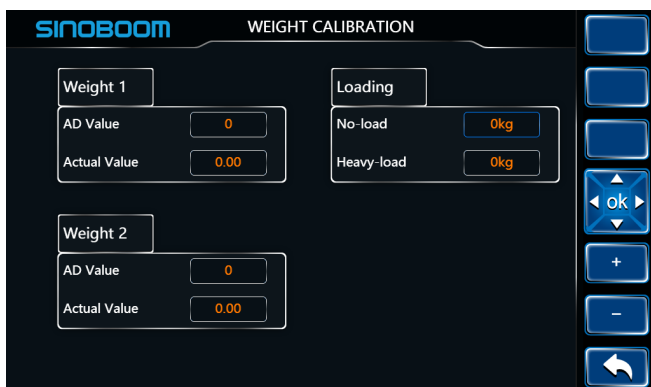 SINOBOOM
WEIGHT CALIBRATION
Weight 1
AD Value 0
Actual Value 0.00
Loading
No-load 0kg
Heavy-load 0kg
Weight 2
AD Value 0
Actual Value 0.00
ok
+
-